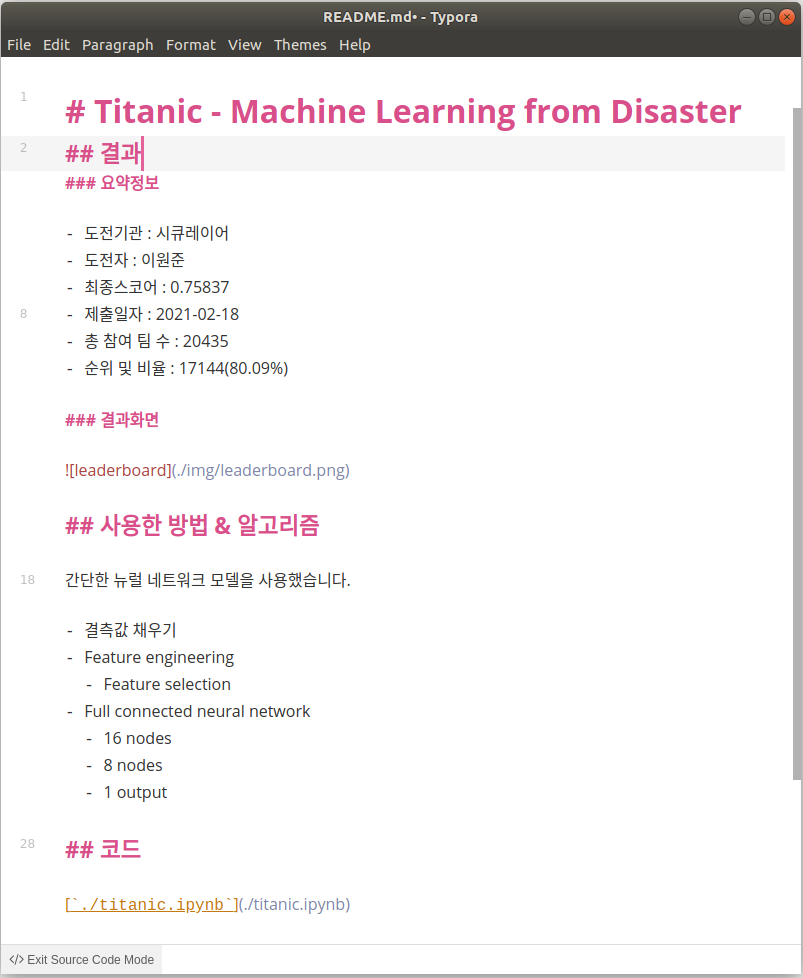 README.md• - Typora
File Edit Paragraph Format View Themes Help
1 # Titanic - Machine Learning from Disaster
2 ## 결과
### 요약정보
- 도전기관 : 시큐레이어
- 도전자 : 이원준
- 최종스코어 : 0.75837
8 - 제출일자 : 2021-02-18
- 총 참여 팀 수 : 20435
- 순위 및 비율 : 17144(80.09%)
### 결과화면
![leaderboard](./img/leaderboard.png)
## 사용한 방법 & 알고리즘
18 간단한 뉴럴 네트워크 모델을 사용했습니다.
- 결측값 채우기
- Feature engineering
- Feature selection
- Full connected neural network
- 16 nodes
- 8 nodes
- 1 output
28 ## 코드
[`./titanic.ipynb`](./titanic.ipynb)
</> Exit Source Code Mode